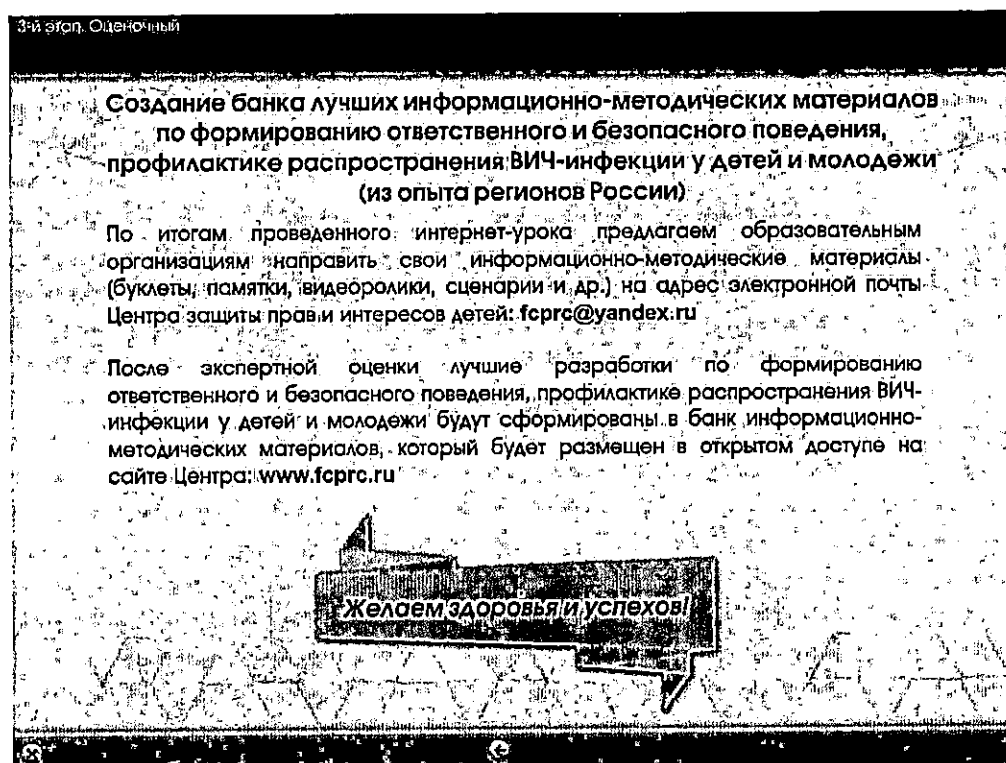 3-й этап. Оценочный
Создание банка лучших информационно-методических материалов
по формированию ответственного и безопасного поведения,
профилактике распространения ВИЧ-инфекции у детей и молодежи
(из опыта регионов России)
По итогам проведенного интернет-урока предлагаем образовательным
организациям направить свои информационно-методические материалы
(буклеты, памятки, видеоролики, сценарии и др.) на адрес электронной почты
Центра защиты прав и интересов детей: fcprc@yandex.ru
После экспертной оценки лучшие разработки по формированию
ответственного и безопасного поведения, профилактике распространения ВИЧ-
инфекции у детей и молодежи будут сформированы в банк информационно-
методических материалов, который будет размещен в открытом доступе на
сайте Центра: www.fcprc.ru
Желаем здоровья и успехов!